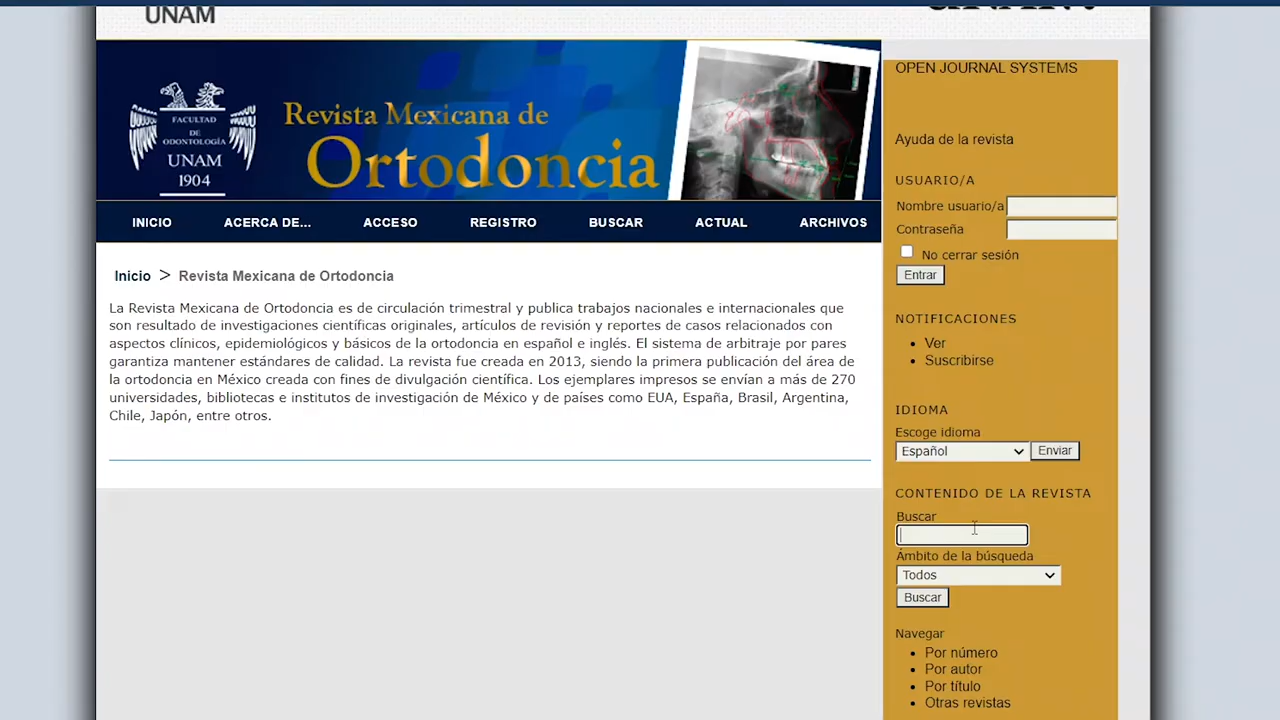 UNAM
FACULTAD
DE
ODONTOLOGÍA
UNAM
1904
Revista Mexicana de
Ortodoncia
INICIO ACERCA DE... ACCESO REGISTRO BUSCAR ACTUAL ARCHIVOS
Inicio > Revista Mexicana de Ortodoncia
La Revista Mexicana de Ortodoncia es de circulación trimestral y publica trabajos nacionales e internacionales que
son resultado de investigaciones científicas originales, artículos de revisión y reportes de casos relacionados con
aspectos clínicos, epidemiológicos y básicos de la ortodoncia en español e inglés. El sistema de arbitraje por pares
garantiza mantener estándares de calidad. La revista fue creada en 2013, siendo la primera publicación del área de
la ortodoncia en México creada con fines de divulgación científica. Los ejemplares impresos se envían a más de 270
universidades, bibliotecas e institutos de investigación de México y de países como EUA, España, Brasil, Argentina,
Chile, Japón, entre otros.
OPEN JOURNAL SYSTEMS
Ayuda de la revista
USUARIO/A
Nombre usuario/a
Contraseña
No cerrar sesión
Entrar
NOTIFICACIONES
Ver
Suscribirse
IDIOMA
Escoge idioma
Español Enviar
CONTENIDO DE LA REVISTA
Buscar
Ámbito de la búsqueda
Todos
Buscar
Navegar
Por número
Por autor
Por título
Otras revistas